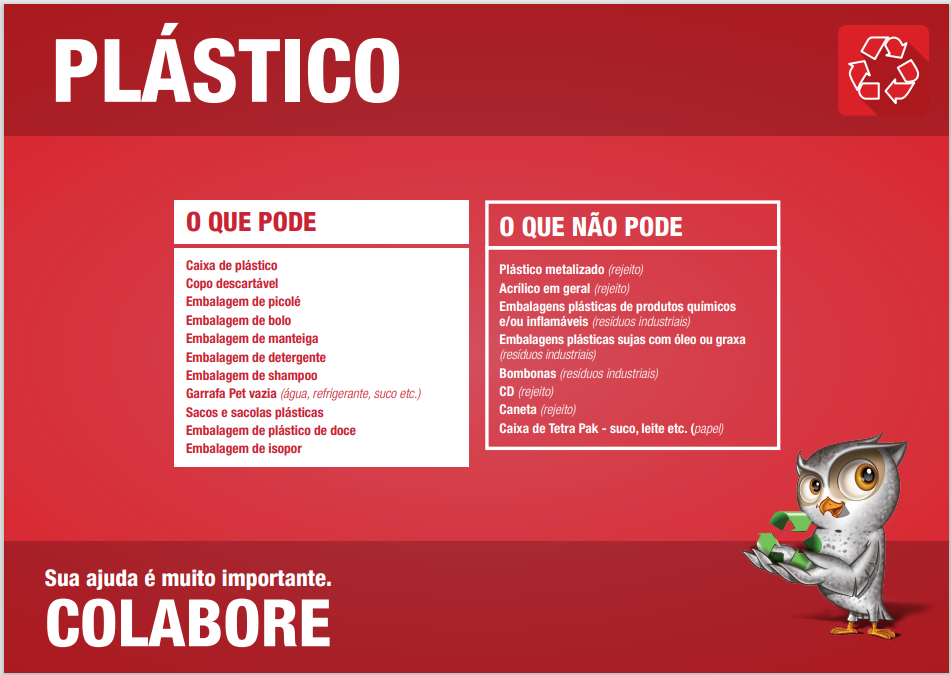 PLÁSTICO
O QUE PODE
Caixa de plástico
Copo descartável
Embalagem de picolé
Embalagem de bolo
Embalagem de manteiga
Embalagem de detergente
Embalagem de shampoo
Garrafa Pet vazia (água, refrigerante, suco etc.)
Sacos e sacolas plásticas
Embalagem de plástico de doce
Embalagem de isopor
O QUE NÃO PODE
Plástico metalizado (rejeito)
Acrílico em geral (rejeito)
Embalagens plásticas de produtos químicos
e/ou inflamáveis (resíduos industriais)
Embalagens plásticas sujas com óleo ou graxa
(resíduos industriais)
Bombonas (resíduos industriais)
CD (rejeito)
Caneta (rejeito)
Caixa de Tetra Pak - suco, leite etc. (papel)
Sua ajuda é muito importante.
COLABORE